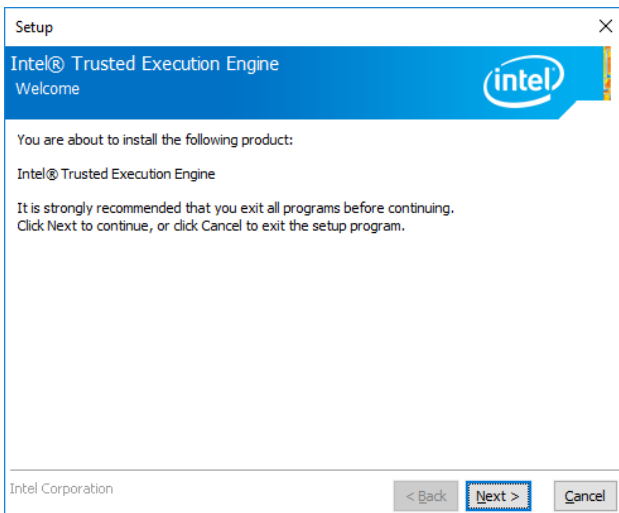 Setup
Intel® Trusted Execution Engine
Welcome
intel
You are about to install the following product:
Intel® Trusted Execution Engine
It is strongly recommended that you exit all programs before continuing.
Click Next to continue, or click Cancel to exit the setup program.
Intel Corporation
< Back
Next >
Cancel